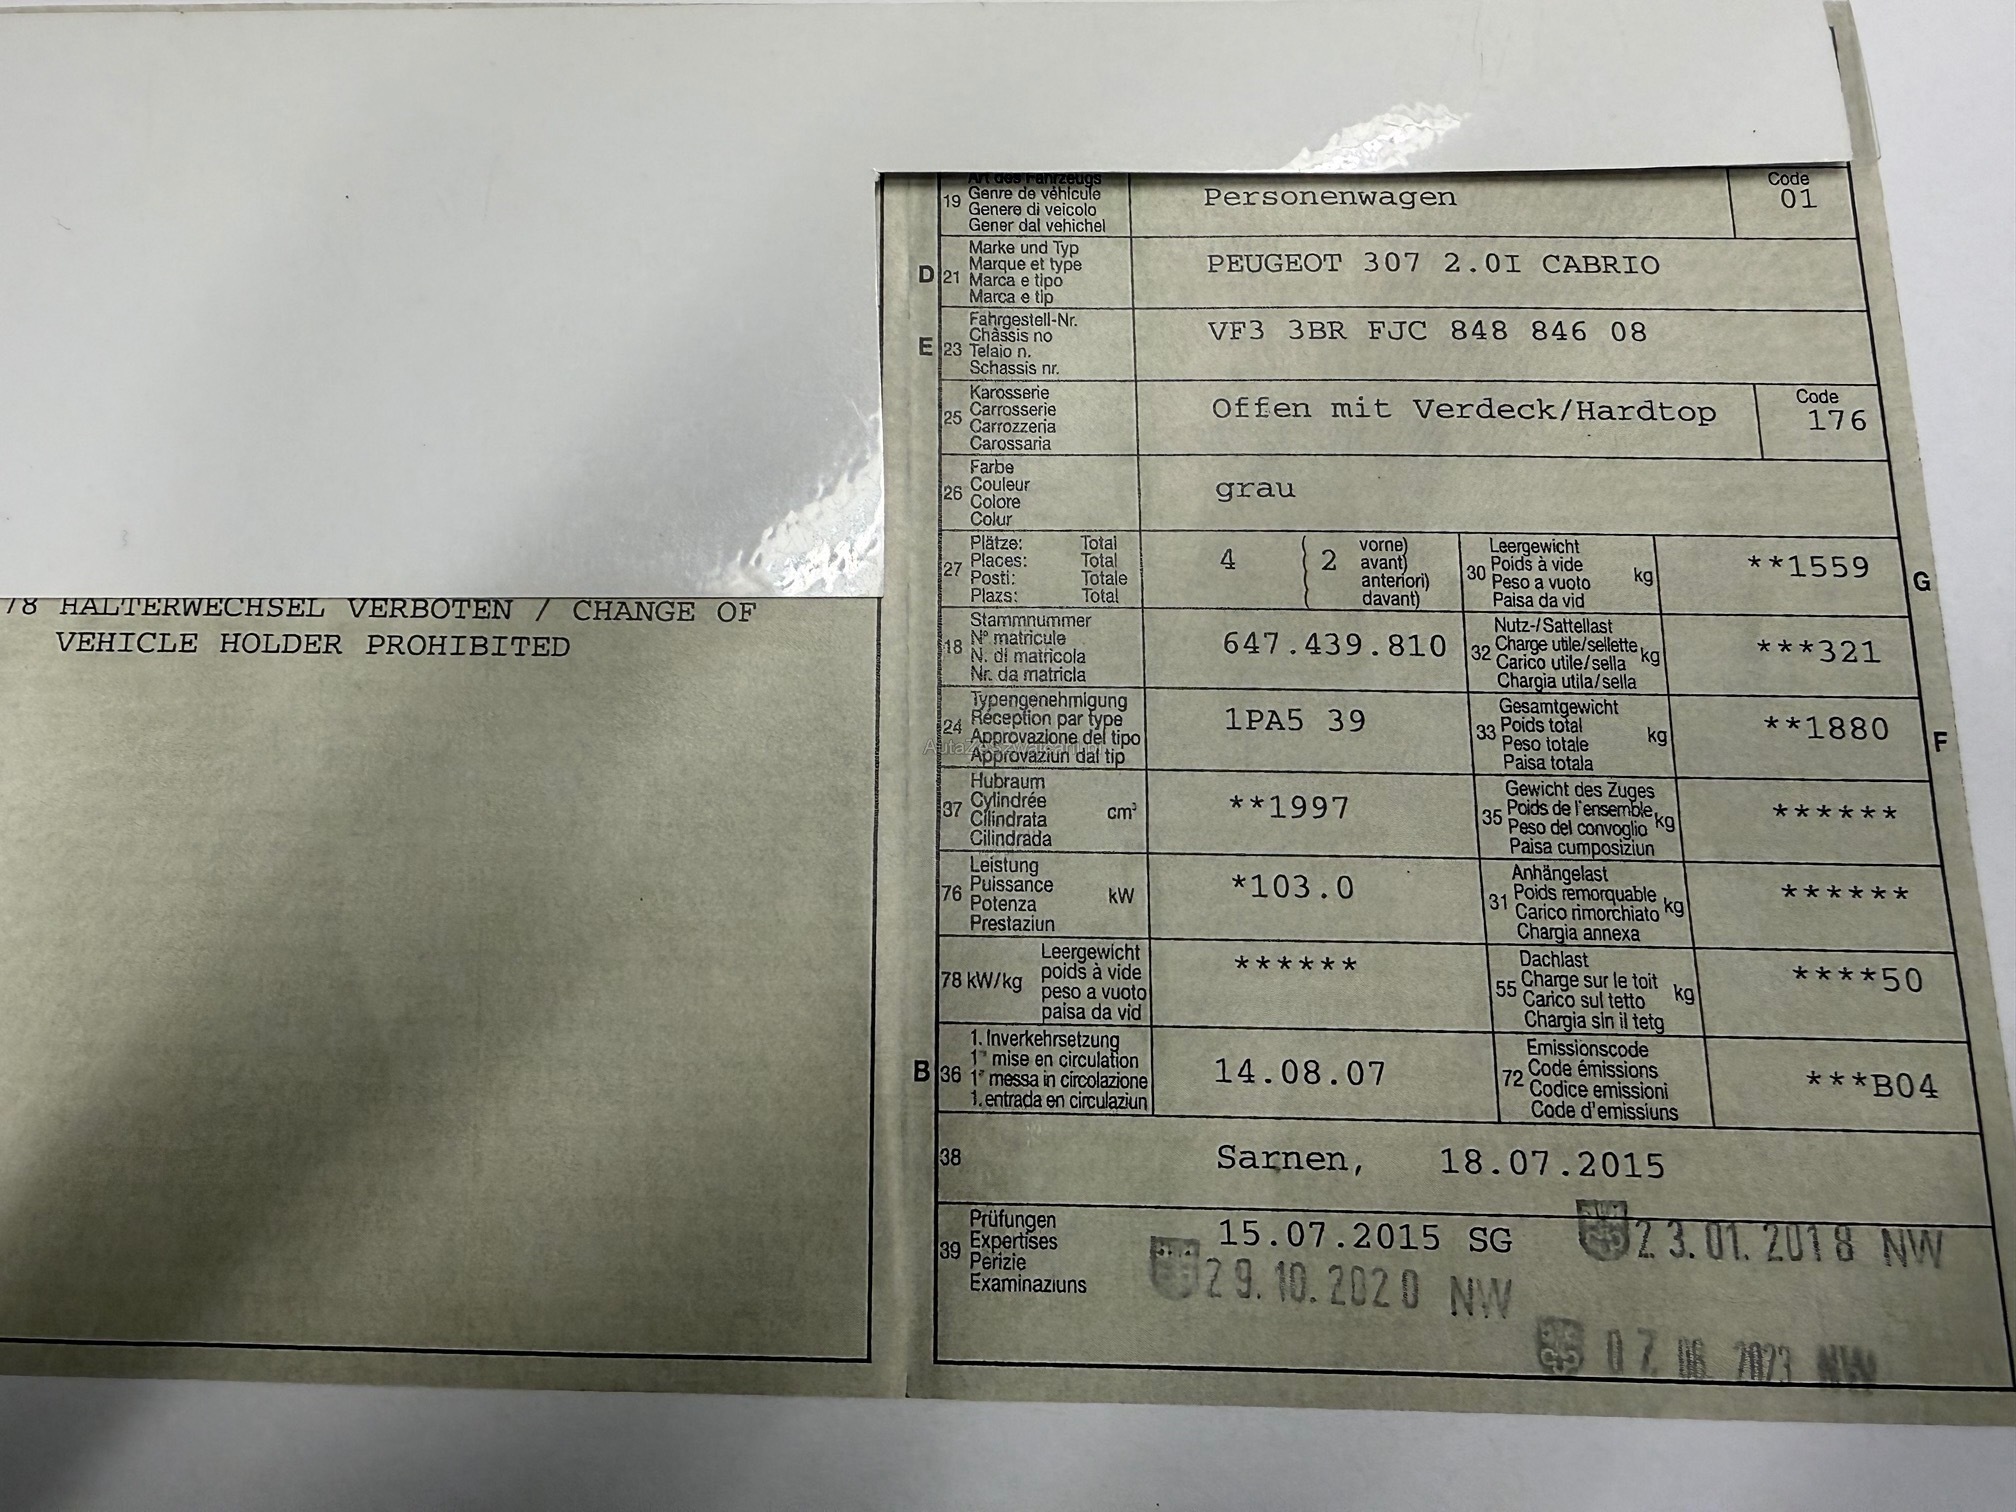 178 HALTERWECHSEL VERBOTEN / CHANGE OF
VEHICLE HOLDER PROHIBITED
Art des Fahrzeugs
19 Genre de véhicule
Genere di veicolo
Gener dal vehichel
Personenwagen
Code
01
D 21 Marke und Typ
Marque et type
Marca e tipo
Marca e tip
PEUGEOT 307 2.0I CABRIO
E 23 Fahrgestell-Nr.
Châssis no
Telaio n.
Schassis nr.
VF3 3BR FJC 848 846 08
25 Karosserie
Carrosserie
Carrozzeria
Carossaria
Offen mit Verdeck/Hardtop
Code
176
26 Farbe
Couleur
Colore
Colur
grau
27 Plätze: Total
Places: Total
Posti: Totale
Plazs: Total
4 ( 2 vorne)
avant)
anteriori)
davant)
30 Leergewicht
Poids à vide kg
Peso a vuoto
Paisa da vid
**1559 G
18 Stammnummer
N° matricule
N. di matricola
Nr. da matricla
647.439.810
32 Nutz-/Sattellast
Charge utile/sellette kg
Carico utile/sella
Chargia utila/sella
***321
24 Typengenehmigung
Réception par type
Approvazione del tipo
Approvaziun dal tip
1PA5 39
33 Gesamtgewicht
Poids total kg
Peso totale
Paisa totala
**1880 F
37 Hubraum
Cylindrée cm³
Cilindrata
Cilindrada
**1997
35 Gewicht des Zuges
Poids de l'ensemble kg
Peso del convoglio
Paisa cumposiziun
******
76 Leistung
Puissance kW
Potenza
Prestaziun
*103.0
31 Anhängelast
Poids remorquable kg
Carico rimorchiato
Chargia annexa
******
78 kW/kg Leergewicht
poids à vide
peso a vuoto
paisa da vid
******
55 Dachlast
Charge sur le toit kg
Carico sul tetto
Chargia sin il tetg
****50
B 36 1. Inverkehrsetzung
1re mise en circulation
1a messa in circolazione
1. entrada en circulaziun
14.08.07
72 Emissionscode
Code émissions
Codice emissioni
Code d'emissiuns
***B04
38 Sarnen, 18.07.2015
39 Prüfungen
Expertises
Perizie
Examinaziuns
15.07.2015 SG
23.01.2018 NW
29.10.2020 NW
2023 NW